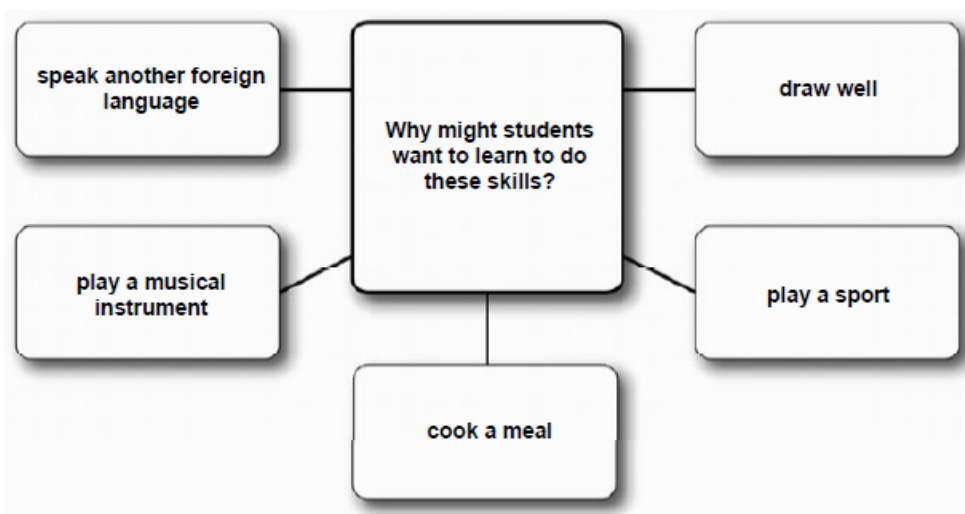 speak another foreign
language
Why might students
want to learn to do
these skills?
draw well
play a musical
instrument
play a sport
cook a meal